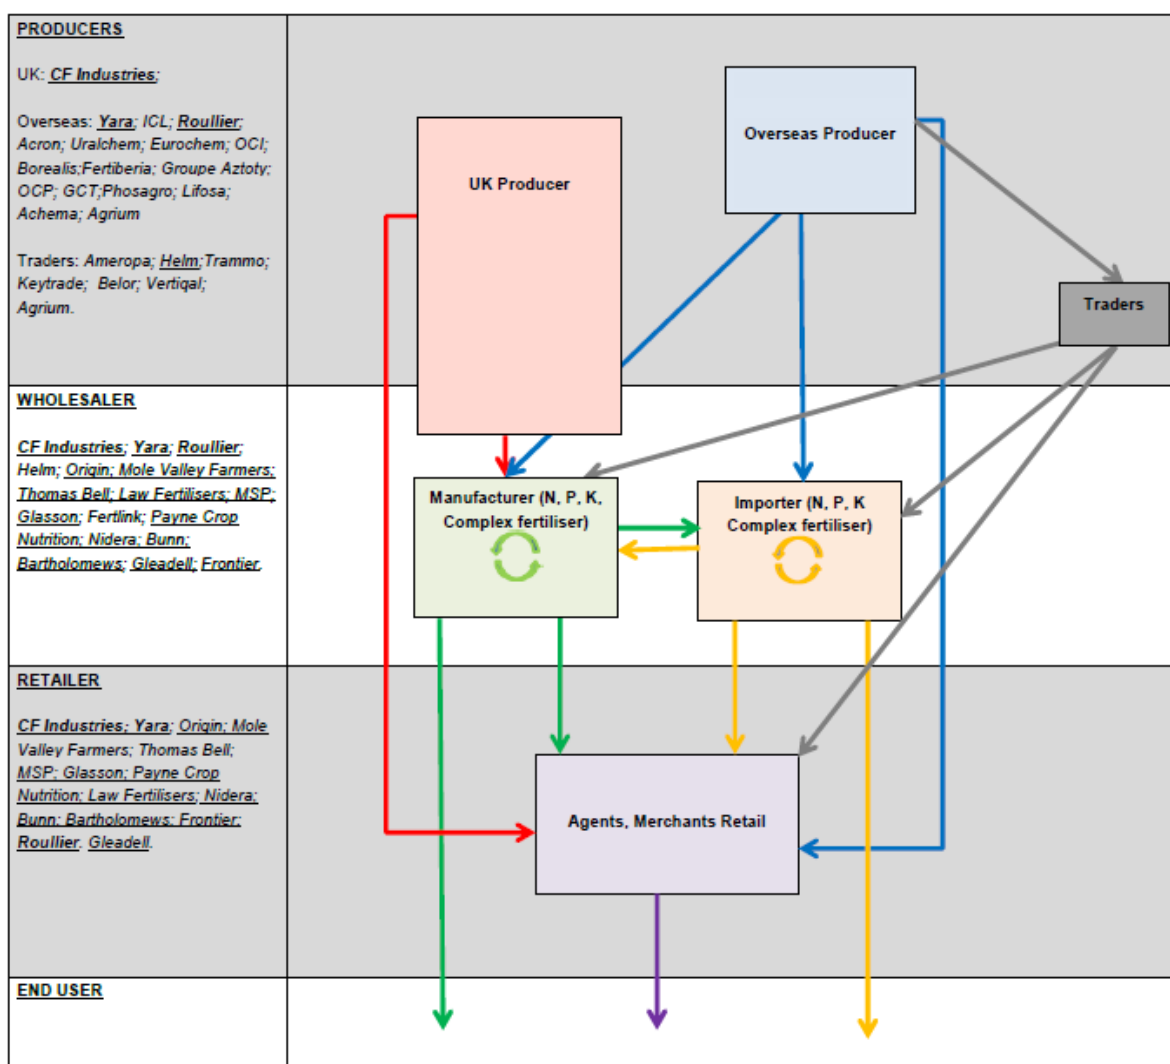 PRODUCERS
UK: CF Industries;
Overseas: Yara; ICL; Roullier;
Acron; Uralchem; Eurochem; OCI;
Borealis;Fertiberia; Groupe Aztoty;
OCP; GCT;Phosagro; Lifosa;
Achema; Agrium
Traders: Ameropa; Helm;Trammo;
Keytrade; Belor; Vertiqal;
Agrium.
UK Producer
Overseas Producer
Traders
WHOLESALER
CF Industries; Yara; Roullier;
Helm; Origin; Mole Valley Farmers;
Thomas Bell; Law Fertilisers; MSP;
Glasson; Fertlink; Payne Crop
Nutrition; Nidera; Bunn;
Bartholomews; Gleadell; Frontier.
Manufacturer (N, P, K,
Complex fertiliser)
Importer (N, P, K
Complex fertiliser)
RETAILER
CF Industries; Yara; Origin; Mole
Valley Farmers; Thomas Bell;
MSP; Glasson; Payne Crop
Nutrition; Law Fertilisers; Nidera;
Bunn; Bartholomews; Frontier;
Roullier. Gleadell.
Agents, Merchants Retail
END USER